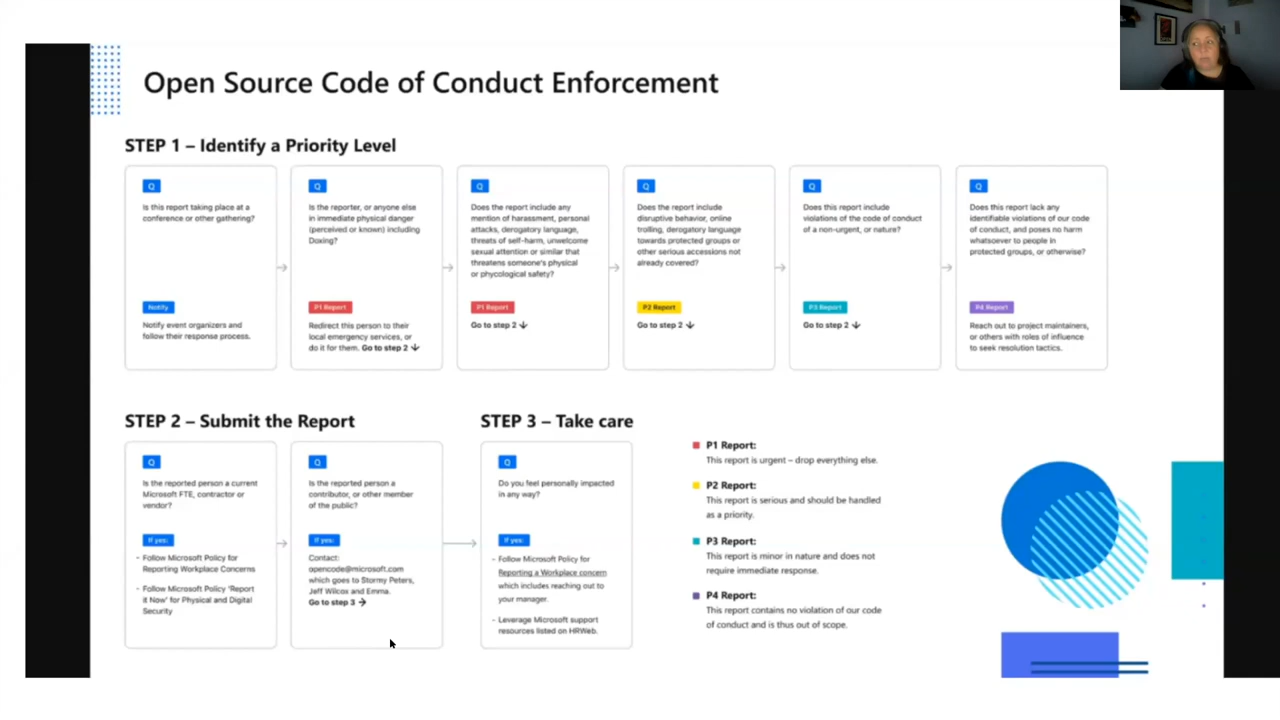 Open Source Code of Conduct Enforcement
STEP 1 – Identify a Priority Level
Q
Is this report taking place at a
conference or other gathering?
Notify
Notify event organizers and
follow their response process.
Q
Is the reporter, or anyone else
in immediate physical danger
(perceived or known) including
Doxing?
P1 Report
Redirect this person to their
local emergency services, or
do it for them. Go to step 2 ↓
Q
Does the report include any
mention of harassment, personal
attacks, derogatory language,
threats of self-harm, unwelcome
sexual attention or similar that
threatens someone's physical
or phycological safety?
P1 Report
Go to step 2 ↓
Q
Does the report include
disruptive behavior, online
trolling, derogatory language
towards protected groups or
other serious accessions not
already covered?
P2 Report
Go to step 2 ↓
Q
Does this report include
violations of the code of conduct
of a non-urgent, or nature?
P3 Report
Go to step 2 ↓
Q
Does this report lack any
identifiable violations of our code
of conduct, and poses no harm
whatsoever to people in
protected groups, or otherwise?
P4 Report
Reach out to project maintainers,
or others with roles of influence
to seek resolution tactics.
STEP 2 – Submit the Report
Q
Is the reported person a current
Microsoft FTE, contractor or
vendor?
If yes:
- Follow Microsoft Policy for
Reporting Workplace Concerns
- Follow Microsoft Policy 'Report
it Now' for Physical and Digital
Security
Q
Is the reported person a
contributor, or other member
of the public?
If yes:
Contact:
opencode@microsoft.com
which goes to Stormy Peters,
Jeff Wilcox and Emma.
Go to step 3 →
STEP 3 – Take care
Q
Do you feel personally impacted
in any way?
If yes:
- Follow Microsoft Policy for
Reporting a Workplace concern
which includes reaching out to
your manager.
- Leverage Microsoft support
resources listed on HRWeb.
P1 Report:
This report is urgent – drop everything else.
P2 Report:
This report is serious and should be handled
as a priority.
P3 Report:
This report is minor in nature and does not
require immediate response.
P4 Report:
This report contains no violation of our code
of conduct and is thus out of scope.